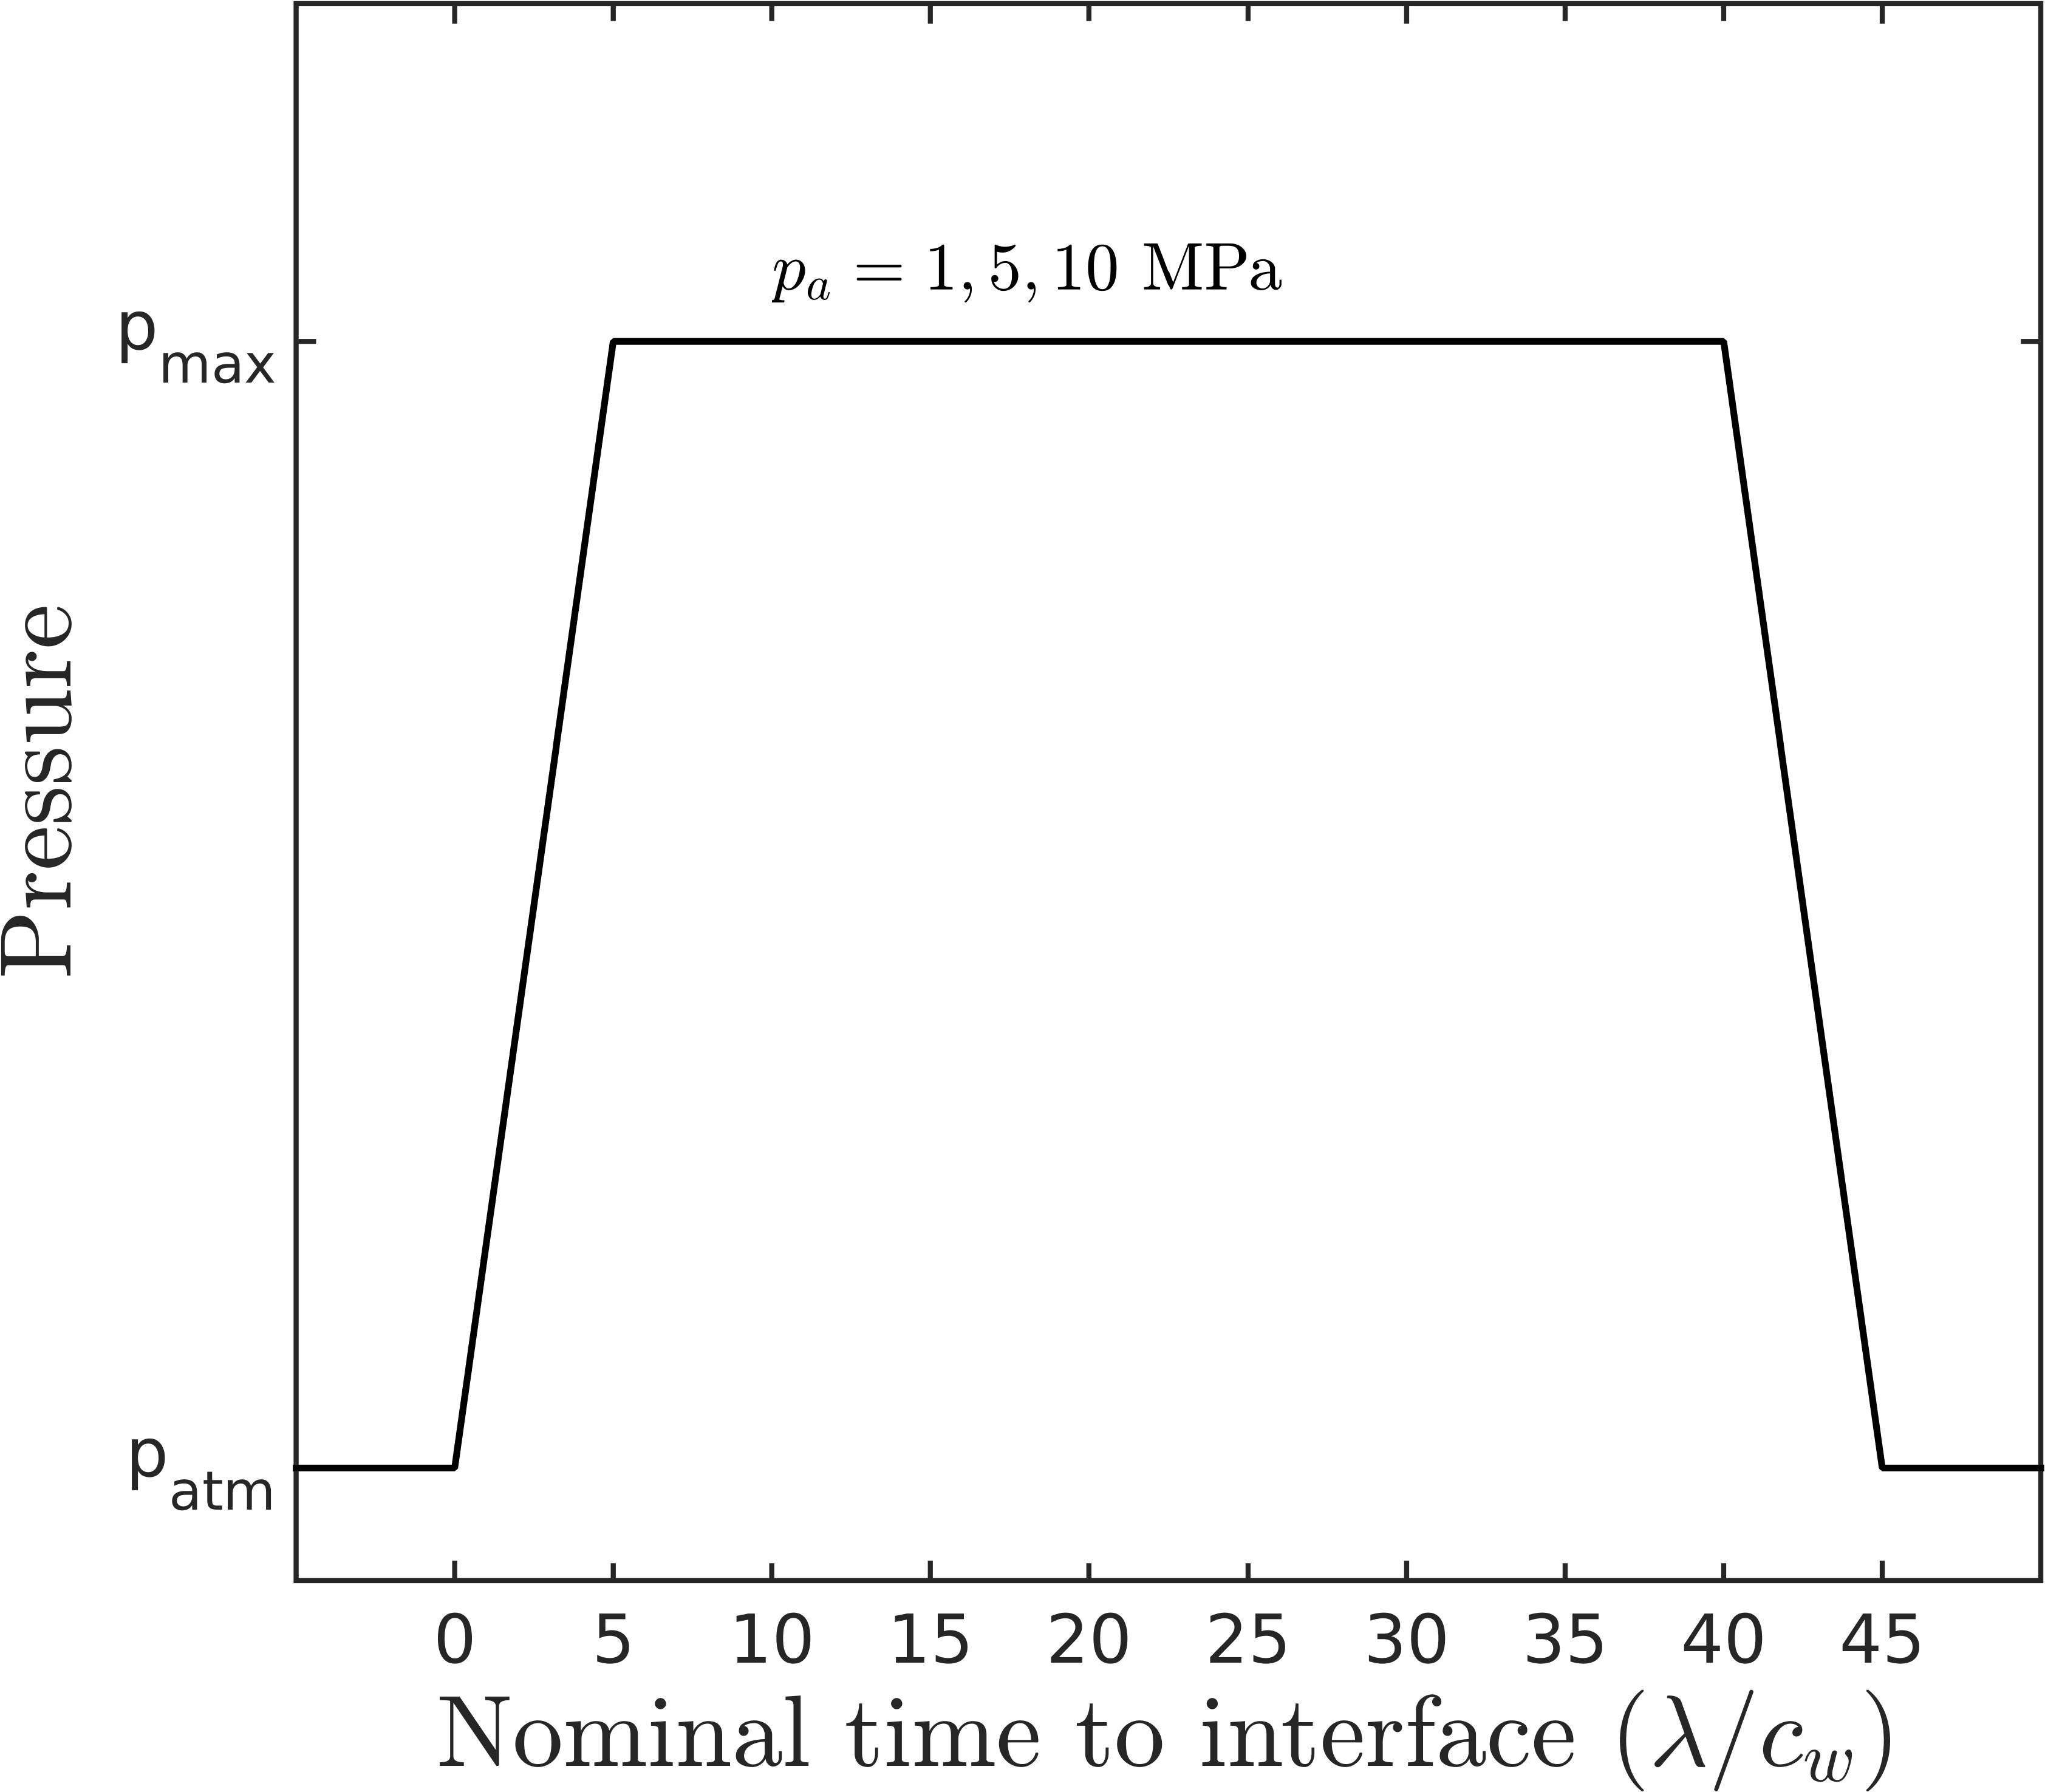 Pressure
p_a = 1, 5, 10 MPa
p_max
p_atm
0 5 10 15 20 25 30 35 40 45
Nominal time to interface (λ/c_w)